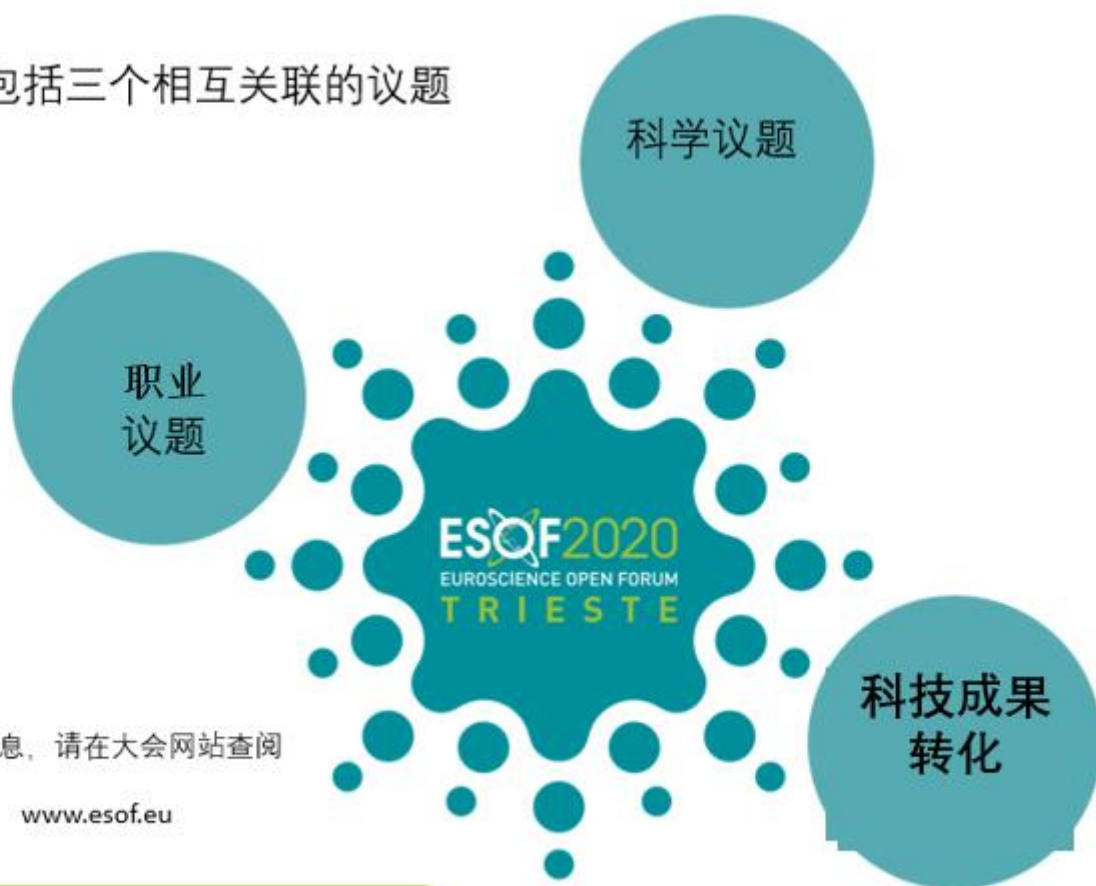 包括三个相互关联的议题
科学议题
职业
议题
ESOF2020
EUROSCIENCE OPEN FORUM
TRIESTE
科技成果
转化
息，请在大会网站查阅
www.esof.eu